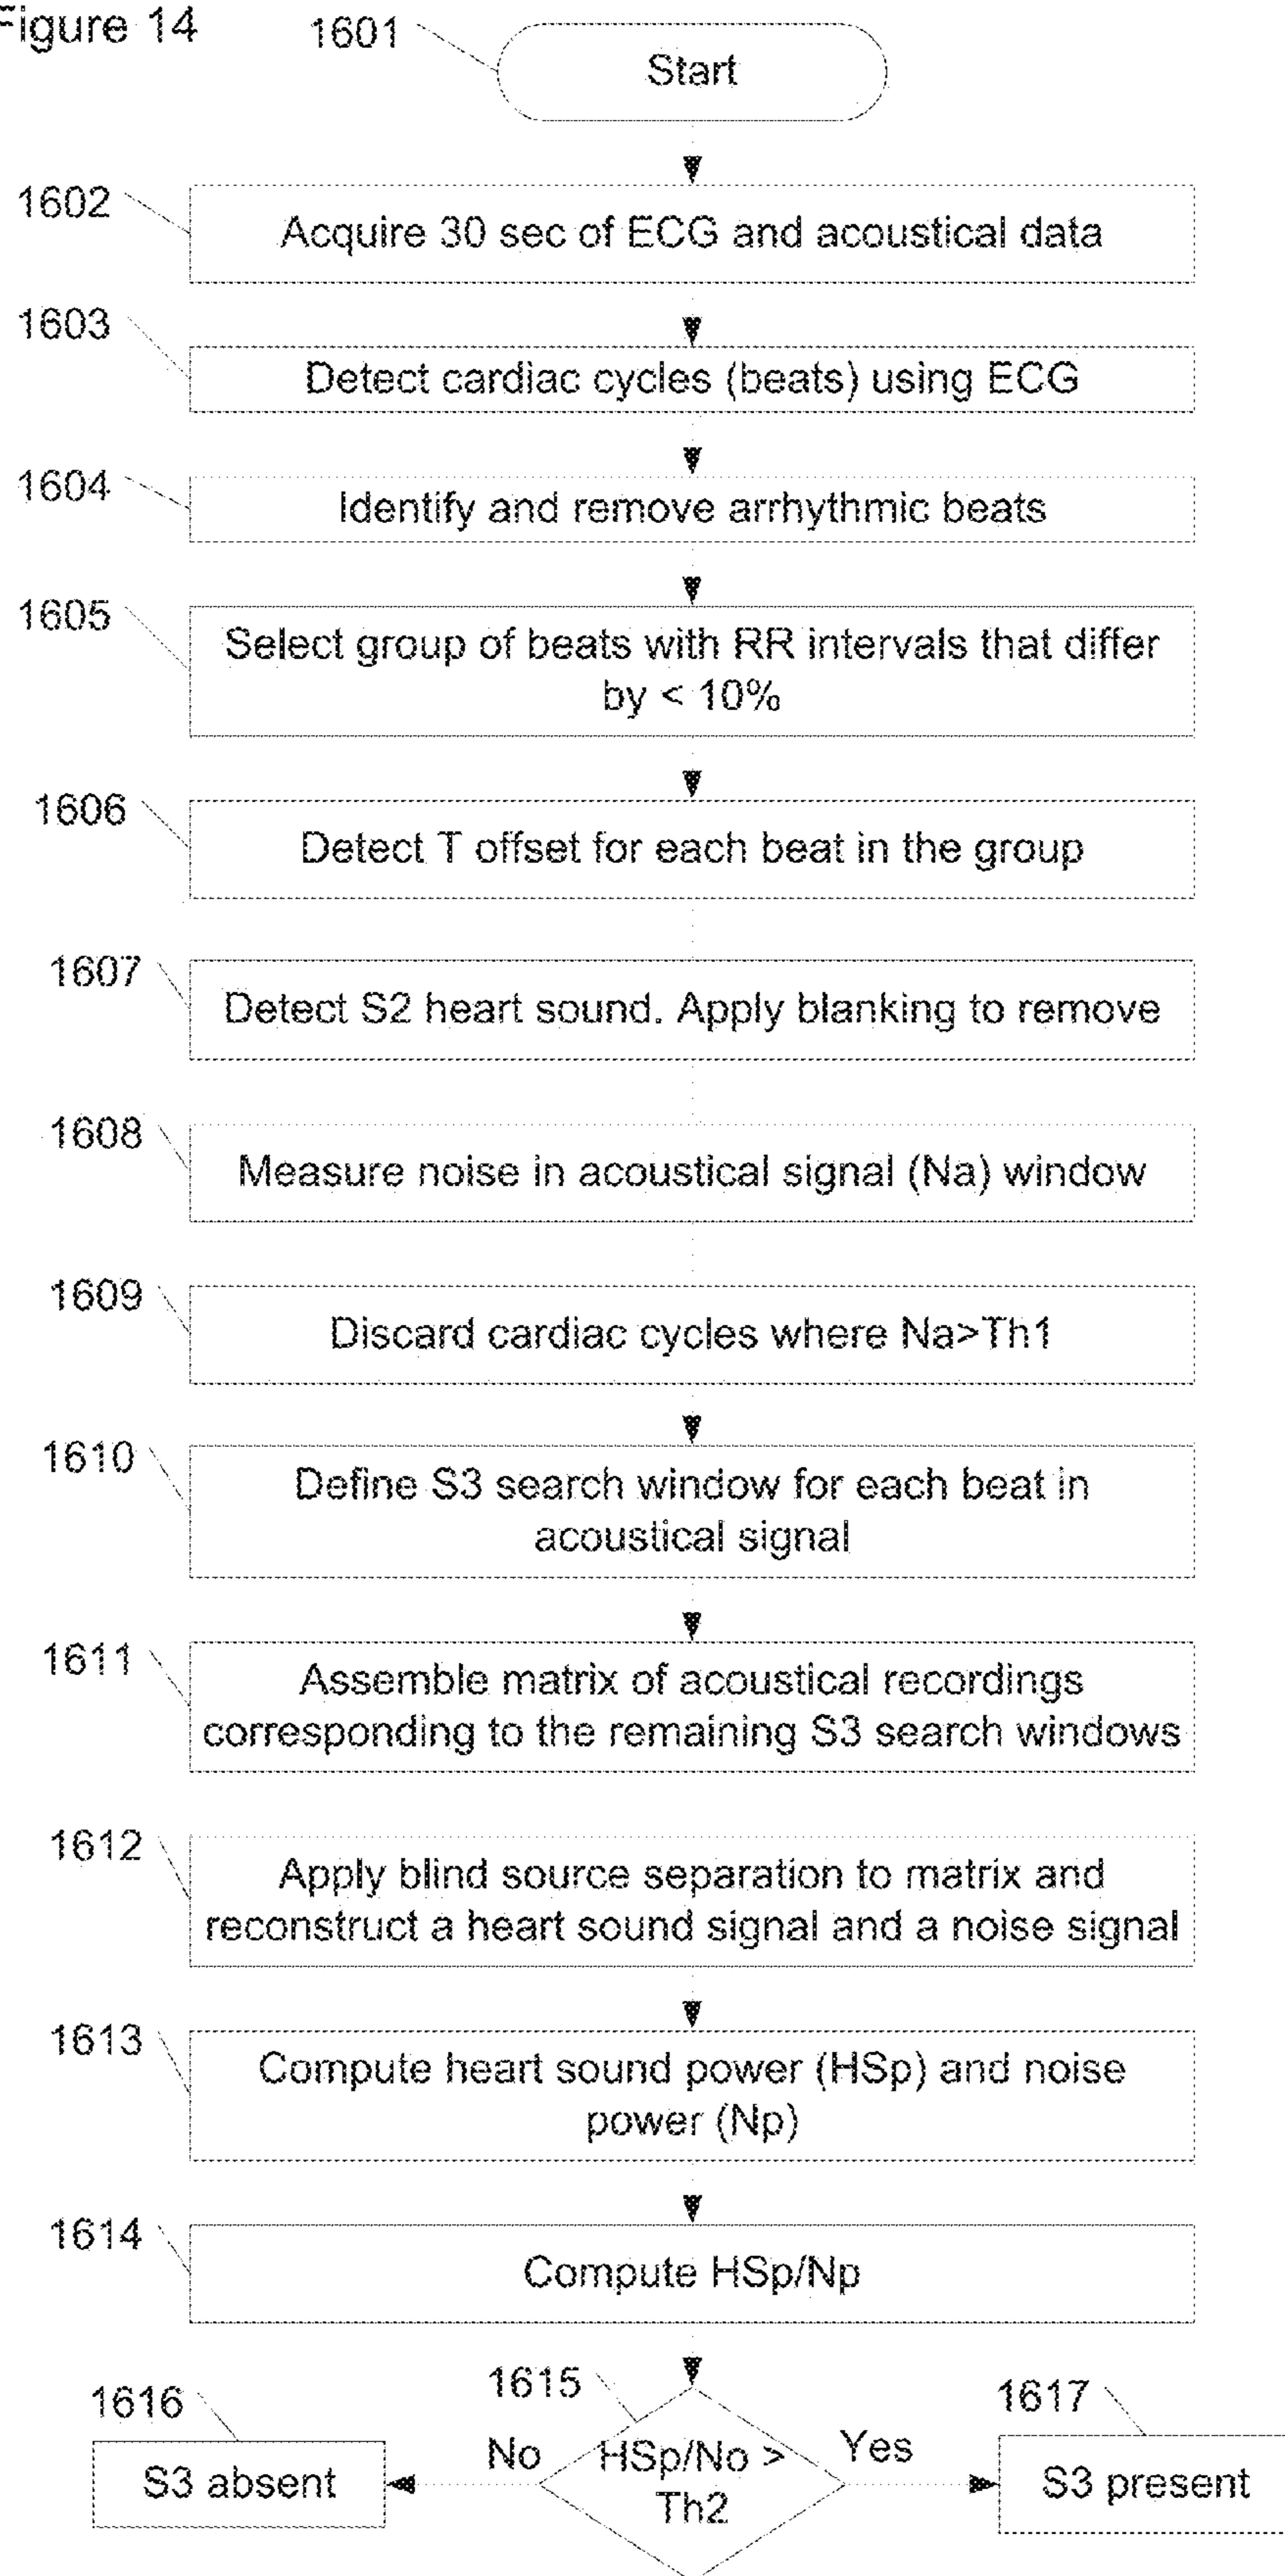 Figure 14
1601
Start
1602
Acquire 30 sec of ECG and acoustical data
1603
Detect cardiac cycles (beats) using ECG
1604
Identify and remove arrhythmic beats
1605
Select group of beats with RR intervals that differ
by < 10%
1606
Detect T offset for each beat in the group
1607
Detect S2 heart sound. Apply blanking to remove
1608
Measure noise in acoustical signal (Na) window
1609
Discard cardiac cycles where Na>Th1
1610
Define S3 search window for each beat in
acoustical signal
1611
Assemble matrix of acoustical recordings
corresponding to the remaining S3 search windows
1612
Apply blind source separation to matrix and
reconstruct a heart sound signal and a noise signal
1613
Compute heart sound power (HSp) and noise
power (Np)
1614
Compute HSp/Np
1615
1616
1617
No
HSp/No >
Th2
Yes
S3 absent
S3 present